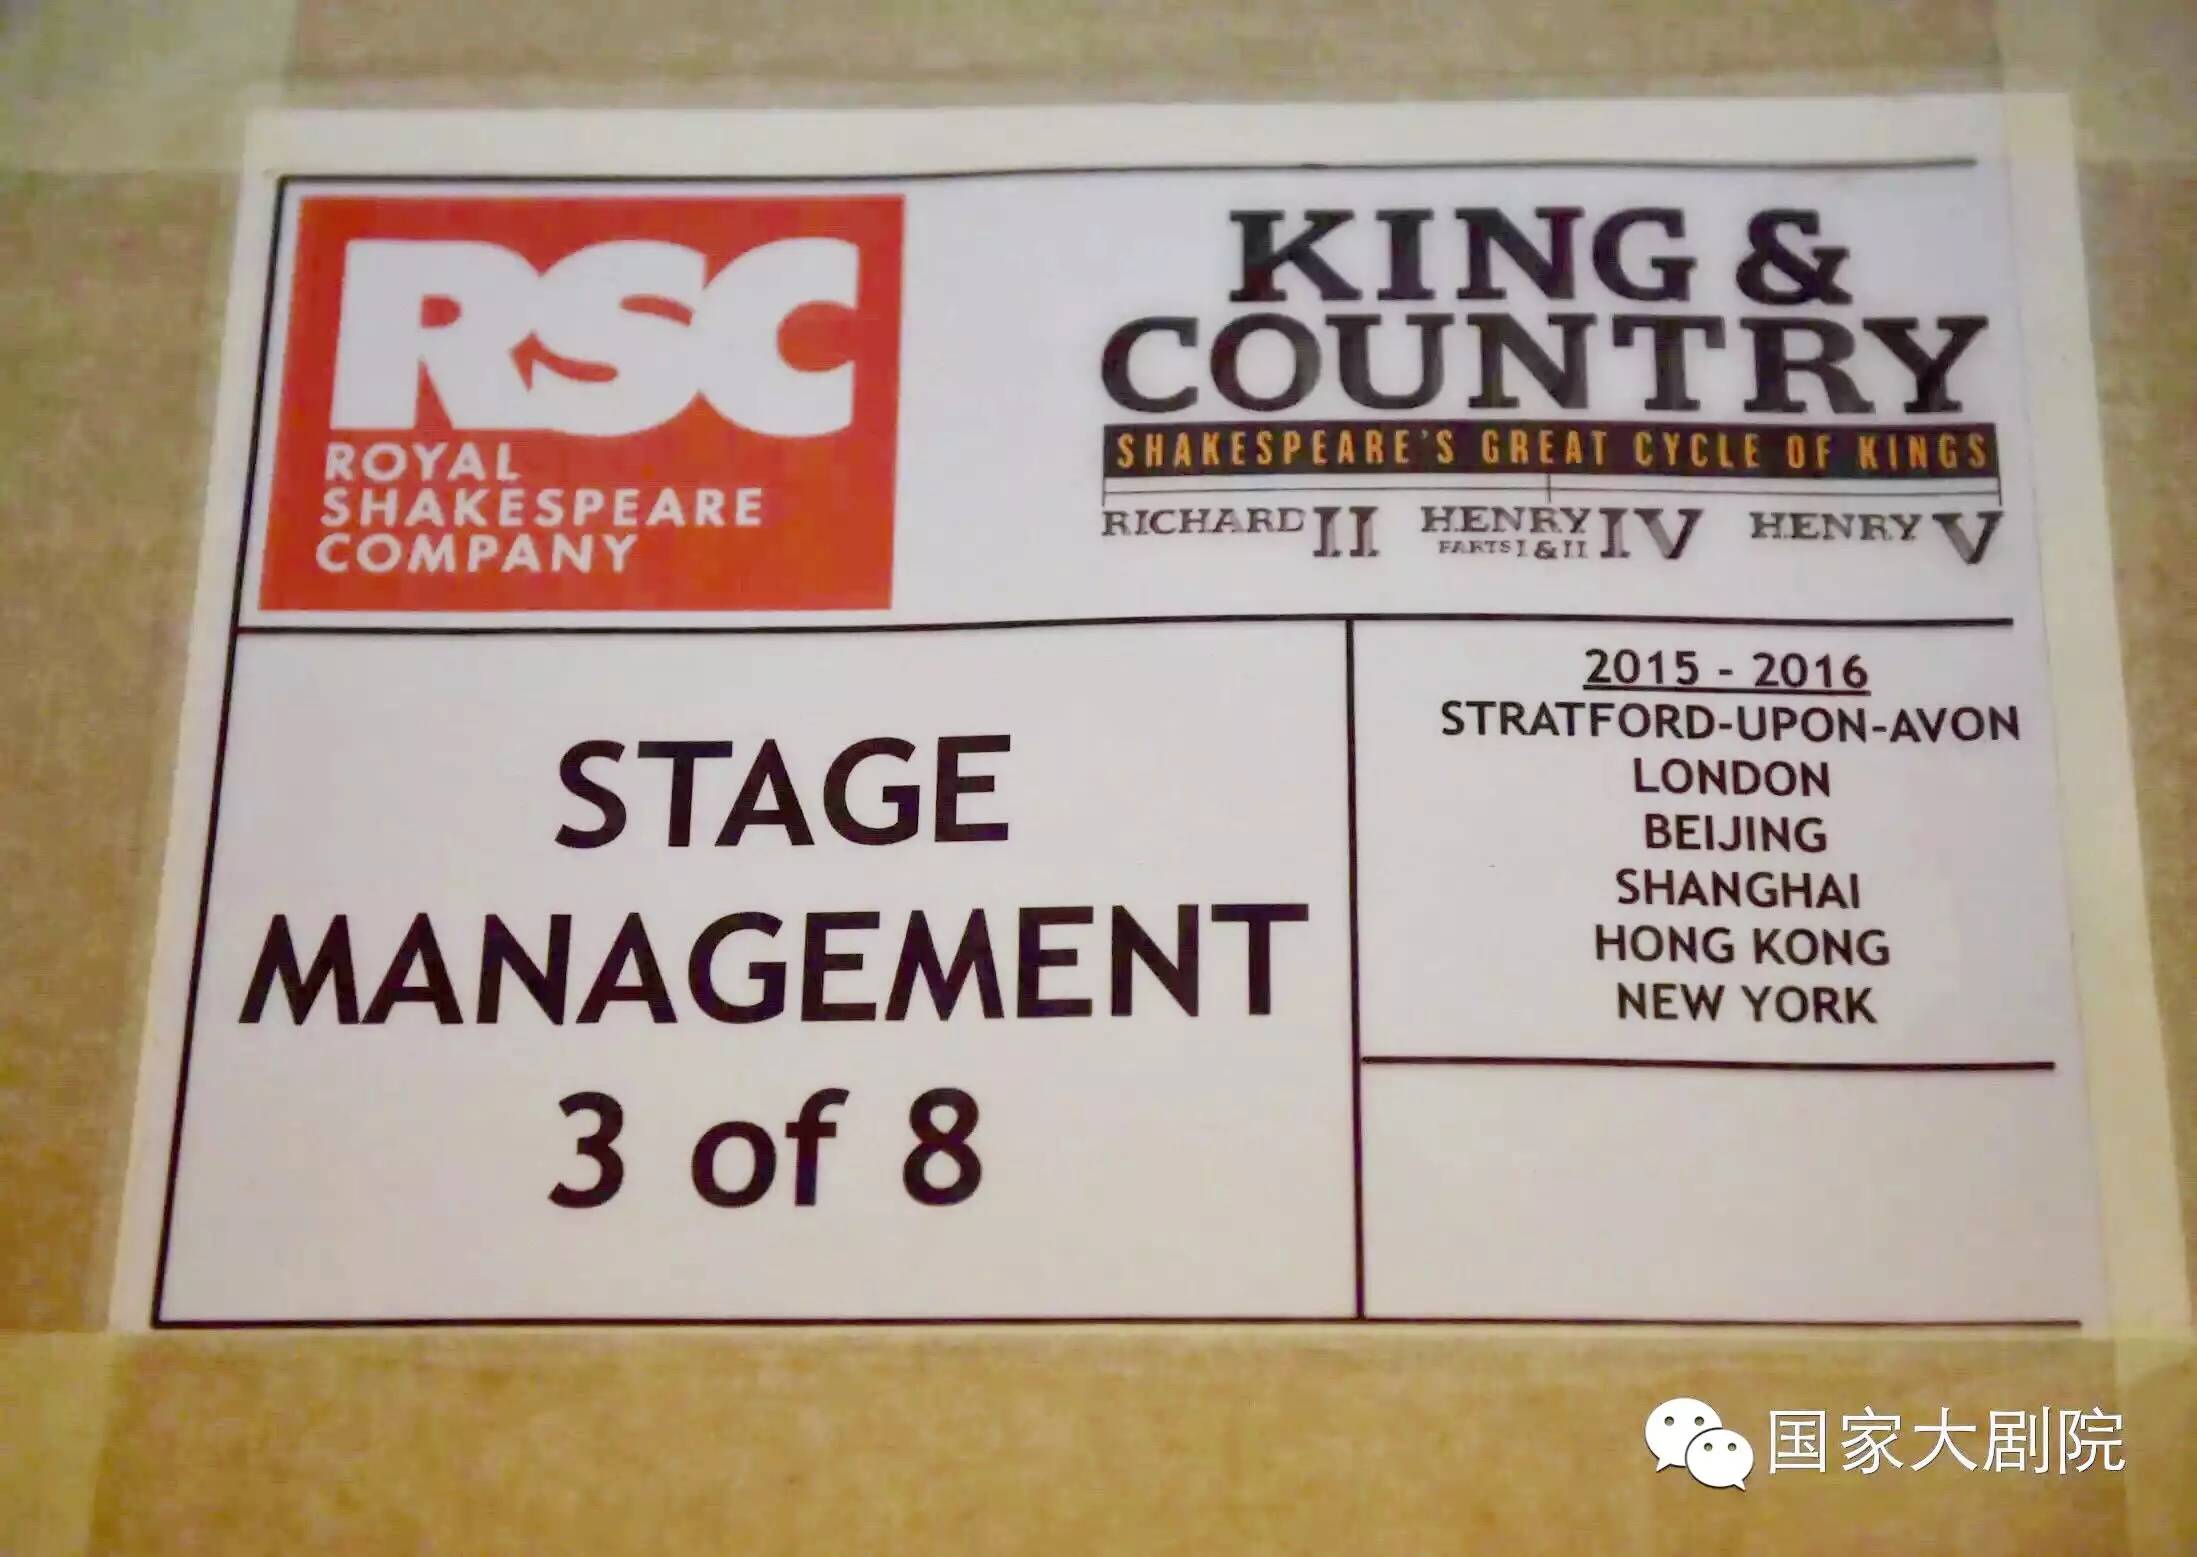 RSC
ROYAL
SHAKESPEARE
COMPANY
KING &
COUNTRY
SHAKESPEARE'S GREAT CYCLE OF KINGS
RICHARD II HENRY IV PARTS I & II HENRY V
STAGE
MANAGEMENT
3 of 8
2015 - 2016
STRATFORD-UPON-AVON
LONDON
BEIJING
SHANGHAI
HONG KONG
NEW YORK
国家大剧院